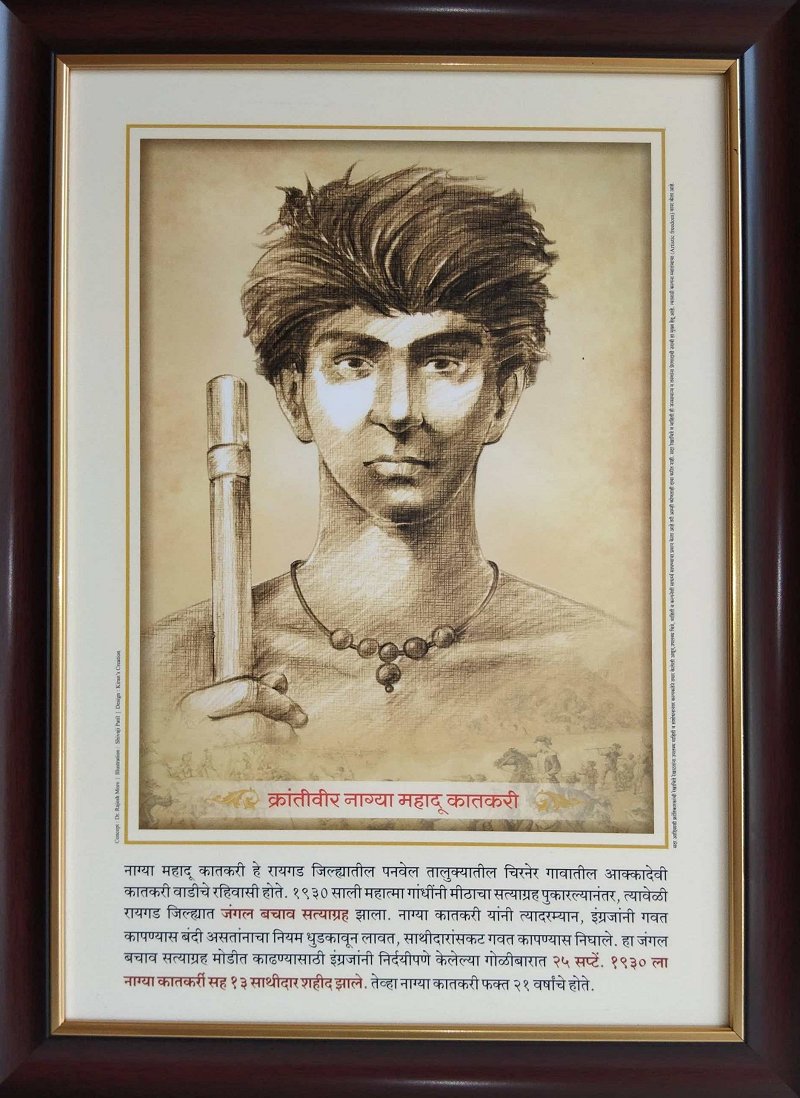 क्रांतीवीर नाग्या महादू कातकरी
नाग्या महादू कातकरी हे रायगड जिल्ह्यातील पनवेल तालुक्यातील चिरनेर गावातील आक्कादेवी
कातकरी वाडीचे रहिवासी होते. १९३० साली महात्मा गांधींनी मीठाचा सत्याग्रह पुकारल्यानंतर, त्यावेळी
रायगड जिल्ह्यात जंगल बचाव सत्याग्रह झाला. नाग्या कातकरी यांनी त्यादरम्यान, इंग्रजांनी गवत
कापण्यास बंदी असतांनाचा नियम धुडकावून लावत, साथीदारांसकट गवत कापण्यास निघाले. हा जंगल
बचाव सत्याग्रह मोडीत काढण्यासाठी इंग्रजांनी निर्दयीपणे केलेल्या गोळीबारात २५ सप्टें. १९३० ला
नाग्या कातकरीं सह १३ साथीदार शहीद झाले. तेव्हा नाग्या कातकरी फक्त २१ वर्षांचे होते.
Concept : Dr. Rajesh More | Illustration : Shivaji Patil | Design : Kiran's Creation